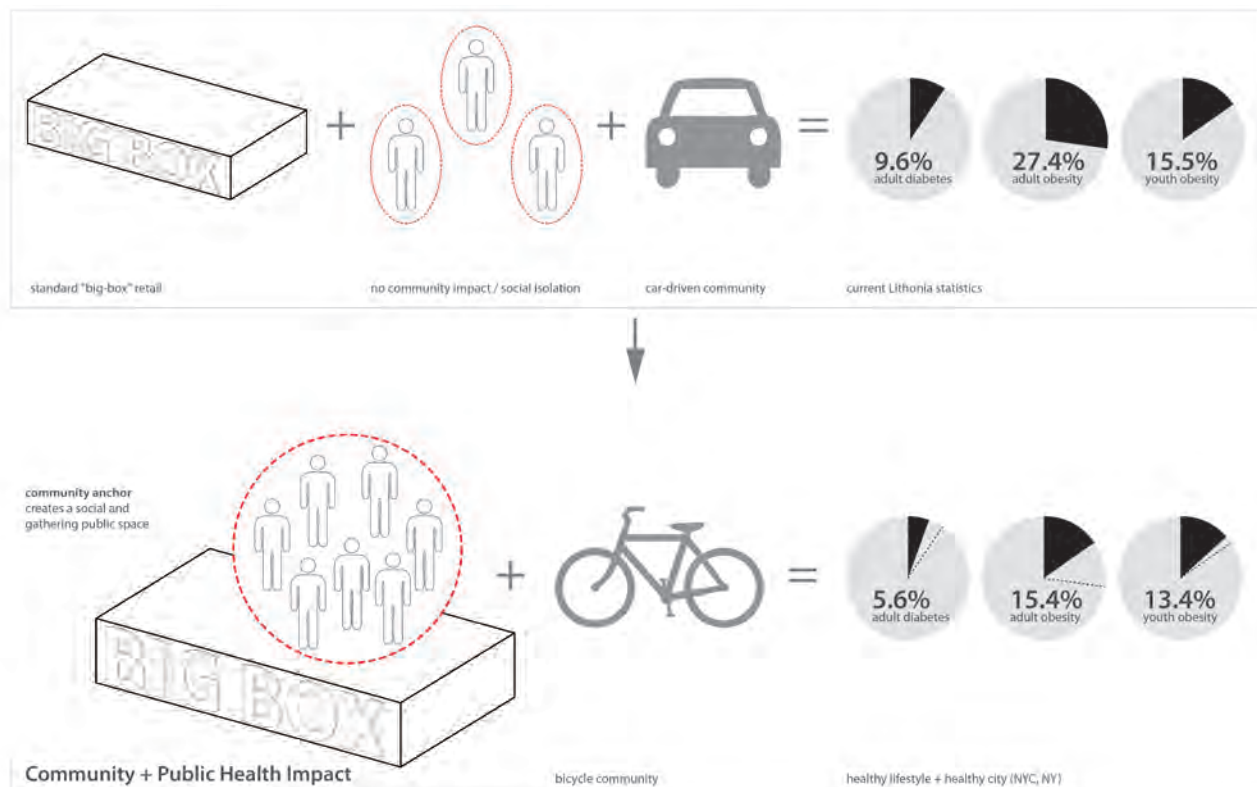 BIG BOX
+
+
=
9.6%
adult diabetes
27.4%
adult obesity
15.5%
youth obesity
standard "big-box" retail
no community impact / social isolation
car-driven community
current Lithonia statistics
community anchor
creates a social and
gathering public space
BIG BOX
+
=
5.6%
adult diabetes
15.4%
adult obesity
13.4%
youth obesity
Community + Public Health Impact
bicycle community
healthy lifestyle + healthy city (NYC, NY)